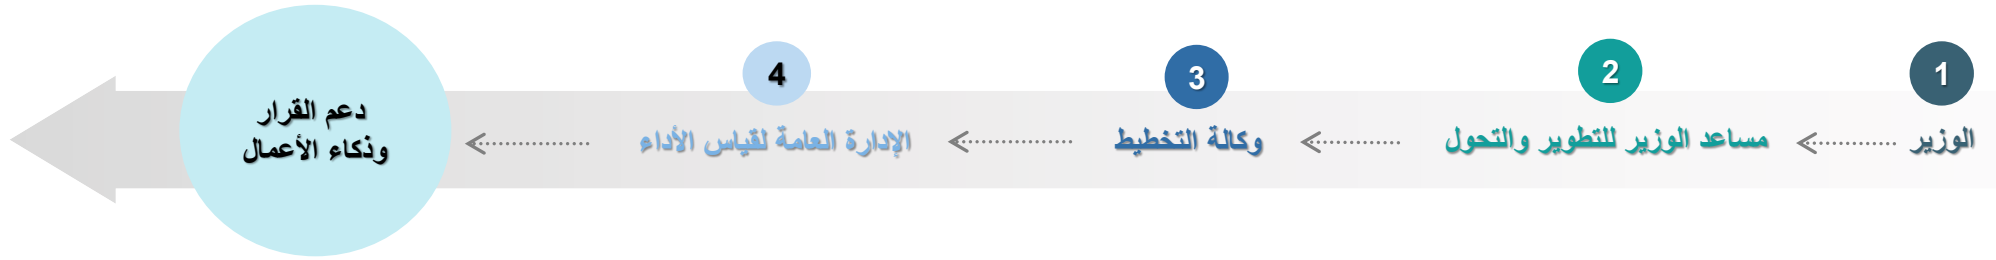 1
الوزير
2
مساعد الوزير للتطوير والتحول
3
وكالة التخطيط
4
الإدارة العامة لقياس الأداء
دعم القرار
وذكاء الأعمال